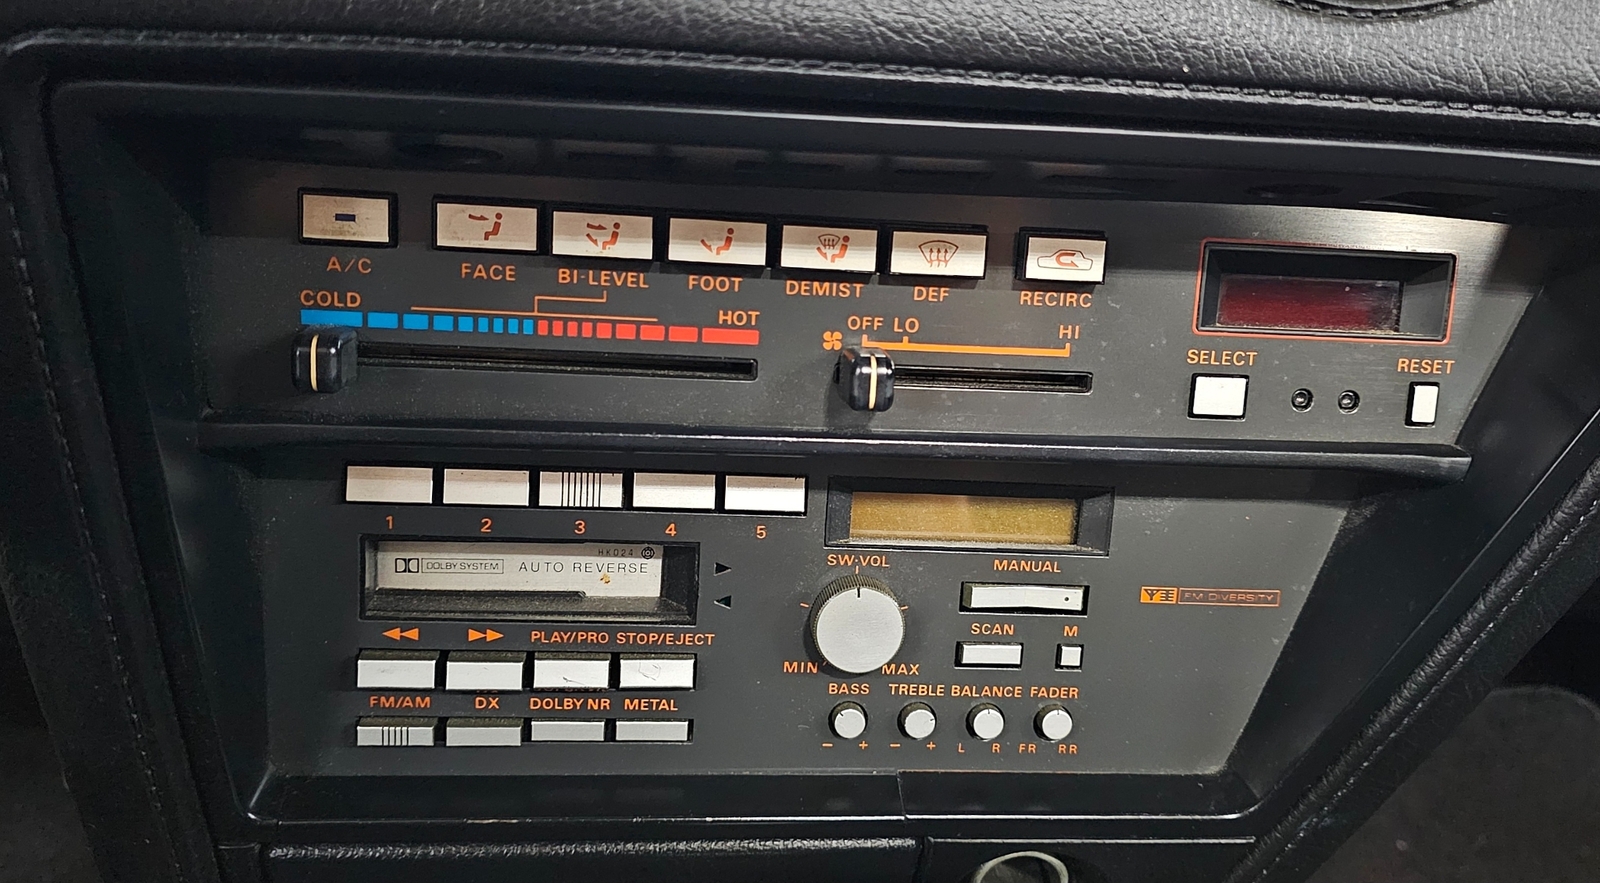 A/C FACE BI-LEVEL FOOT DEMIST DEF RECIRC
COLD HOT
OFF LO HI
SELECT RESET
1 2 3 4 5
HK024
DOLBY SYSTEM AUTO REVERSE
SW·VOL MANUAL
FM DIVERSITY
PLAY/PRO STOP/EJECT
SCAN M
MIN MAX
FM/AM DX DOLBY NR METAL
BASS TREBLE BALANCE FADER
− + − + L R FR RR